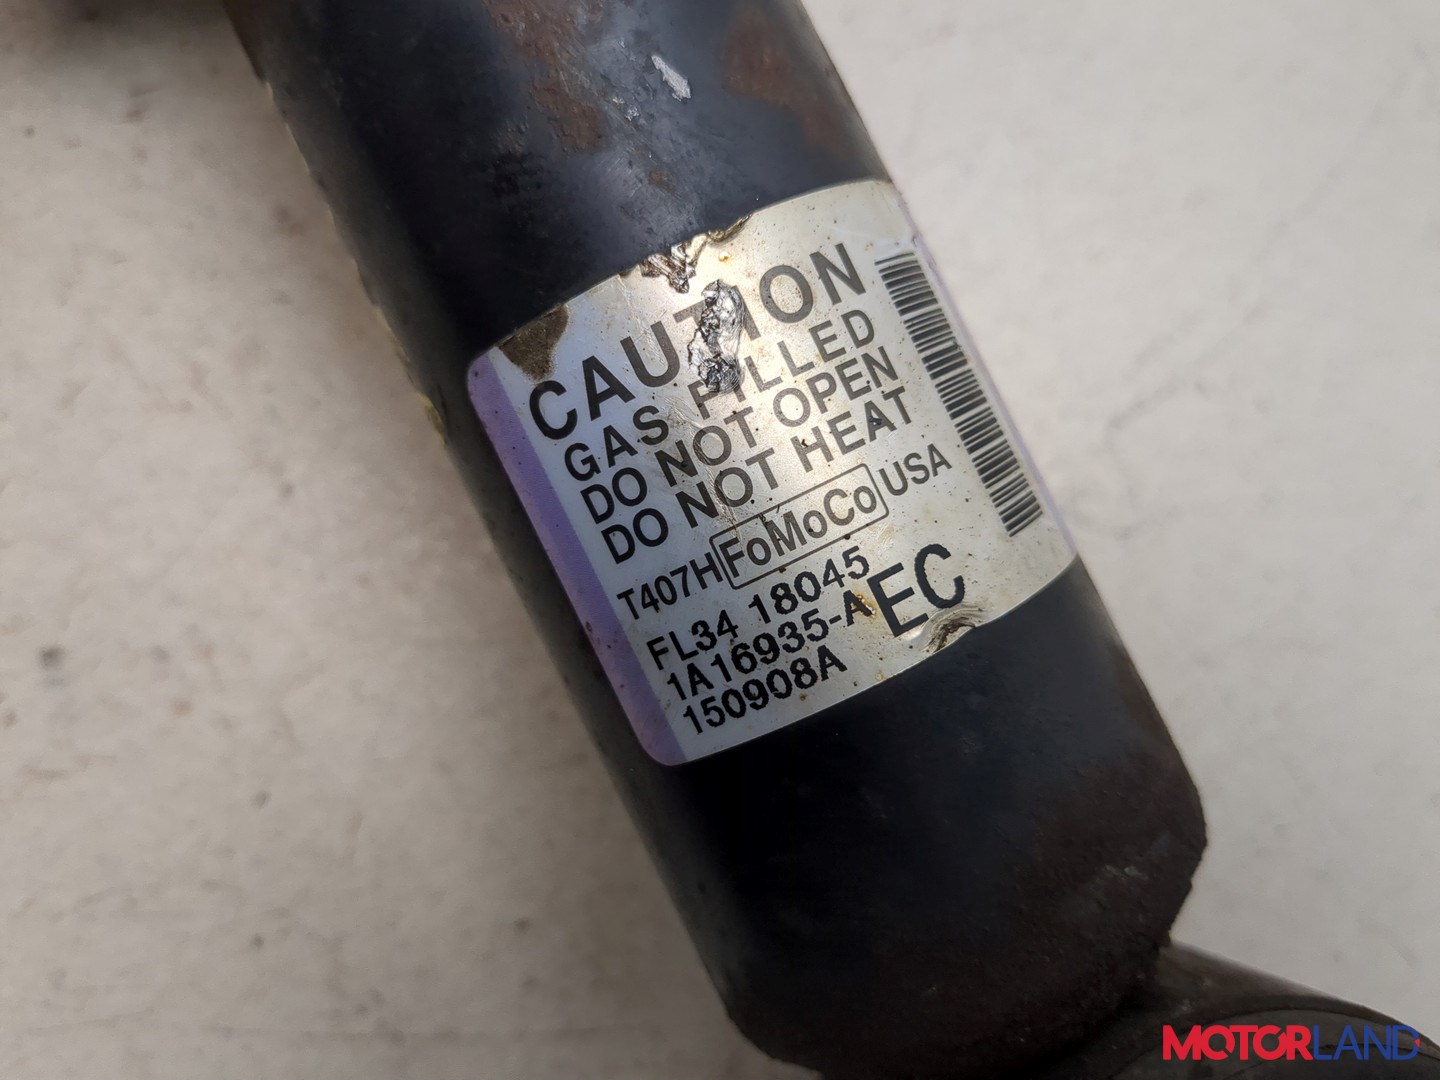 CAUTION
GAS FILLED
DO NOT OPEN
DO NOT HEAT
T407H FoMoCo USA
FL34 18045
1A16935-A EC
150908A
MOTORLAND